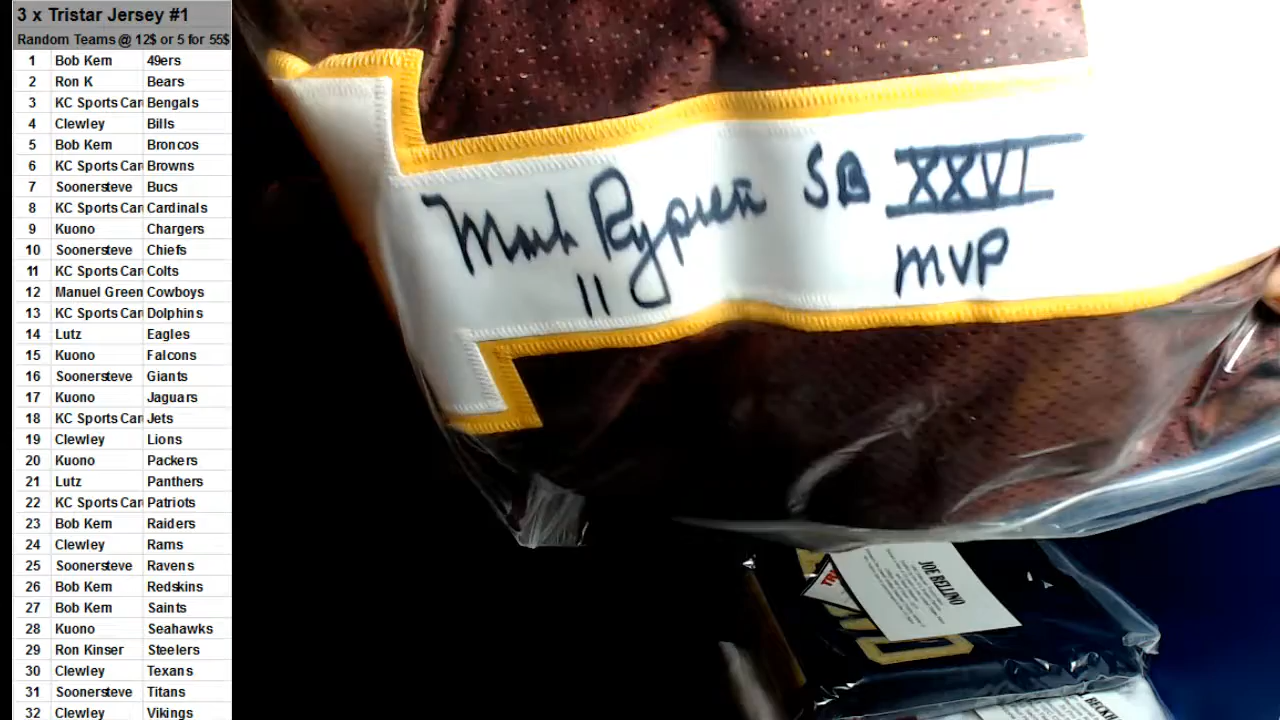 3 x Tristar Jersey #1
Random Teams @ 12$ or 5 for 55$
1 Bob Kern 49ers
2 Ron K Bears
3 KC Sports Car Bengals
4 Clewley Bills
5 Bob Kern Broncos
6 KC Sports Car Browns
7 Soonersteve Bucs
8 KC Sports Car Cardinals
9 Kuono Chargers
10 Soonersteve Chiefs
11 KC Sports Car Colts
12 Manuel Green Cowboys
13 KC Sports Car Dolphins
14 Lutz Eagles
15 Kuono Falcons
16 Soonersteve Giants
17 Kuono Jaguars
18 KC Sports Car Jets
19 Clewley Lions
20 Kuono Packers
21 Lutz Panthers
22 KC Sports Car Patriots
23 Bob Kern Raiders
24 Clewley Rams
25 Soonersteve Ravens
26 Bob Kern Redskins
27 Bob Kern Saints
28 Kuono Seahawks
29 Ron Kinser Steelers
30 Clewley Texans
31 Soonersteve Titans
32 Clewley Vikings
Mark Rypien SB XXVI
11 MVP
JOE BELLINO